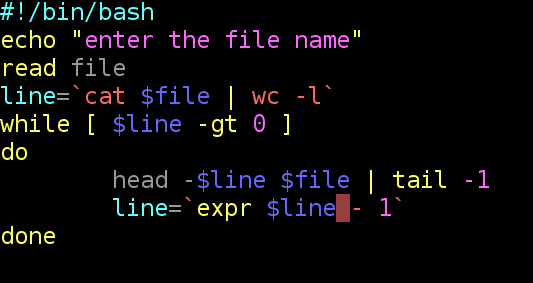 #!/bin/bash
echo "enter the file name"
read file
line=`cat $file | wc -l`
while [ $line -gt 0 ]
do
        head -$line $file | tail -1
        line=`expr $line - 1`
done